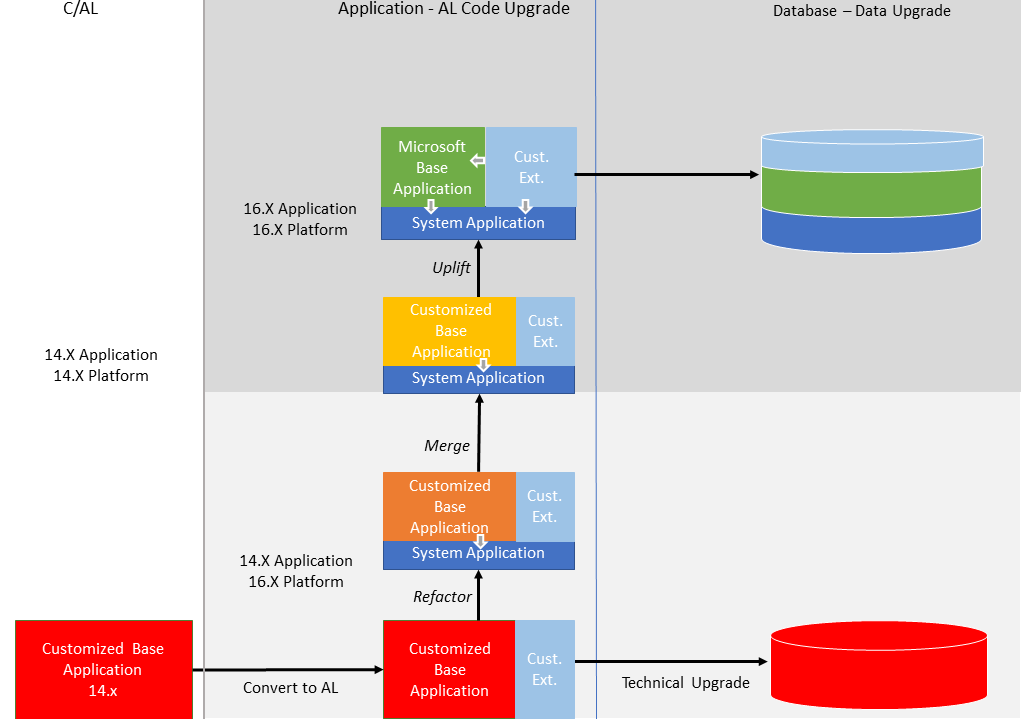 C/AL
Application - AL Code Upgrade
Database – Data Upgrade
Microsoft
Base
Application
Cust.
Ext.
System Application
16.X Application
16.X Platform
Uplift
Customized
Base
Application
Cust.
Ext.
System Application
14.X Application
14.X Platform
Merge
Customized
Base
Application
Cust.
Ext.
System Application
14.X Application
16.X Platform
Refactor
Customized Base
Application
14.x
Convert to AL
Customized
Base
Application
Cust.
Ext.
Technical Upgrade